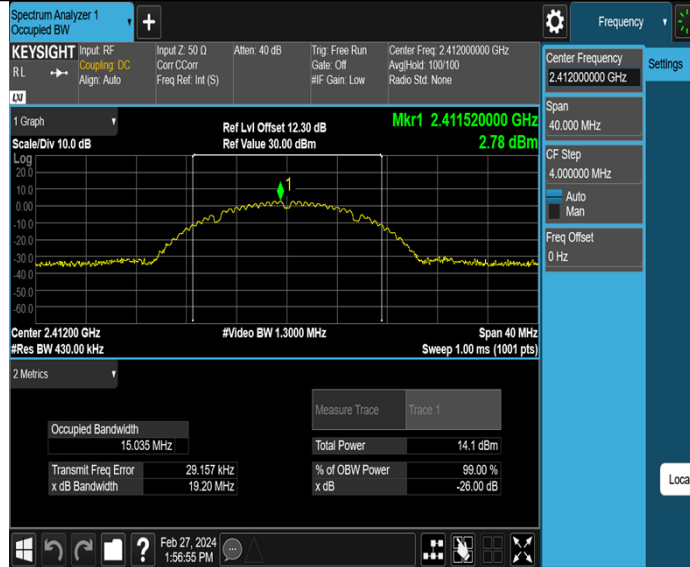 Spectrum Analyzer 1
Occupied BW
Frequency
KEYSIGHT
RL
LXI
Input: RF
Coupling: DC
Align: Auto
Input Z: 50 Ω
Corr CCorr
Freq Ref: Int (S)
Atten: 40 dB
Trig: Free Run
Gate: Off
#IF Gain: Low
Center Freq: 2.412000000 GHz
Avg|Hold: 100/100
Radio Std: None
Center Frequency
2.412000000 GHz
Settings
Span
40.000 MHz
CF Step
4.000000 MHz
Auto
Man
Freq Offset
0 Hz
Loca
1 Graph
Scale/Div 10.0 dB
Ref Lvl Offset 12.30 dB
Ref Value 30.00 dBm
Mkr1 2.411520000 GHz
2.78 dBm
Log
20.0
10.0
0.00
-10.0
-20.0
-30.0
-40.0
-50.0
-60.0
1
Center 2.41200 GHz
#Video BW 1.3000 MHz
Span 40 MHz
#Res BW 430.00 kHz
Sweep 1.00 ms (1001 pts)
2 Metrics
Measure Trace
Trace 1
Occupied Bandwidth
15.035 MHz
Total Power
14.1 dBm
Transmit Freq Error
29.157 kHz
% of OBW Power
99.00 %
x dB Bandwidth
19.20 MHz
x dB
-26.00 dB
?
Feb 27, 2024
1:56:55 PM